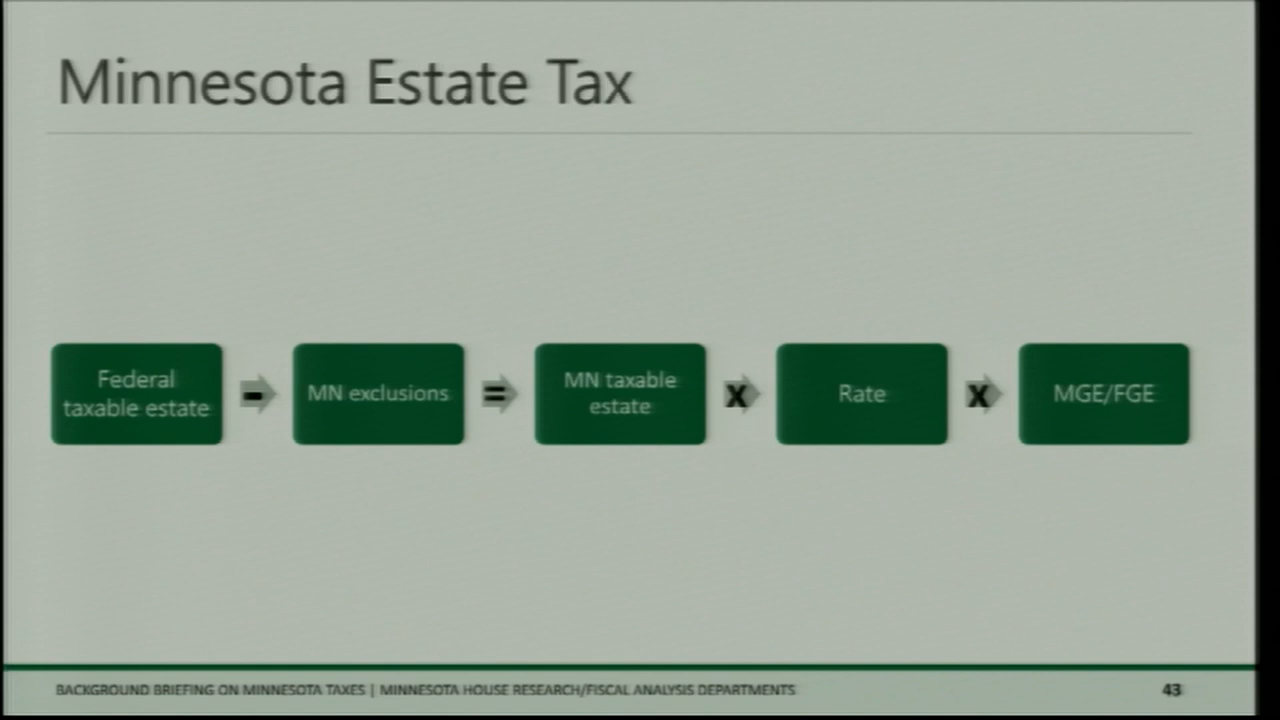 Minnesota Estate Tax
Federal
taxable estate
-
MN exclusions
=
MN taxable
estate
x
Rate
x
MGE/FGE
BACKGROUND BRIEFING ON MINNESOTA TAXES | MINNESOTA HOUSE RESEARCH/FISCAL ANALYSIS DEPARTMENTS
43